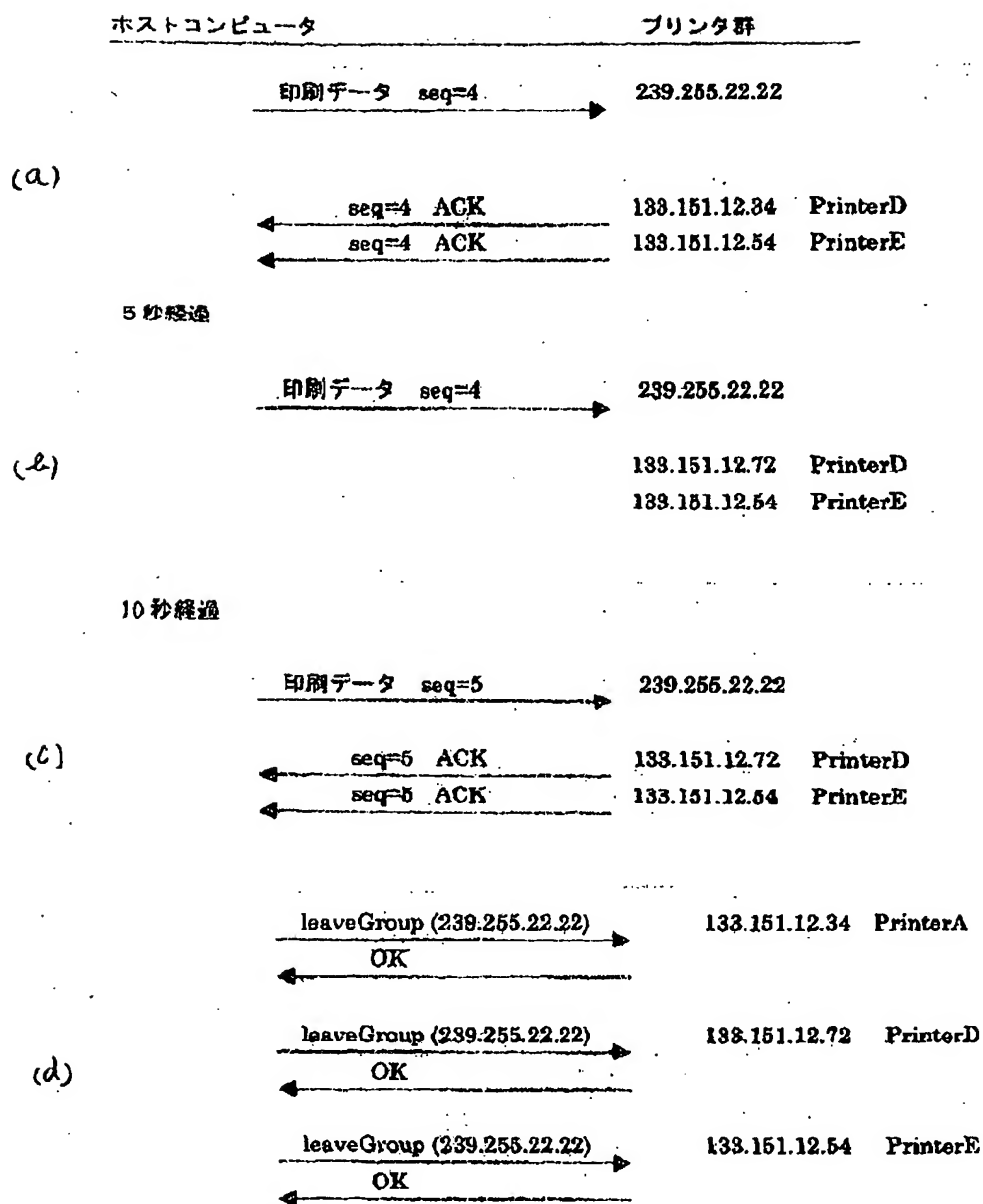 ホストコンピュータ プリンタ群
印刷データ seq=4 239.255.22.22
(a)
seq=4 ACK 133.151.12.34 PrinterD
seq=4 ACK 133.151.12.54 PrinterE
5秒経過
印刷データ seq=4 239.255.22.22
(b)
133.151.12.72 PrinterD
133.151.12.54 PrinterE
10秒経過
印刷データ seq=5 239.255.22.22
(c)
seq=5 ACK 133.151.12.72 PrinterD
seq=5 ACK 133.151.12.54 PrinterE
leaveGroup (239.255.22.22) 133.151.12.34 PrinterA
OK
leaveGroup (239.255.22.22) 133.151.12.72 PrinterD
(d)
OK
leaveGroup (239.255.22.22) 133.151.12.54 PrinterE
OK